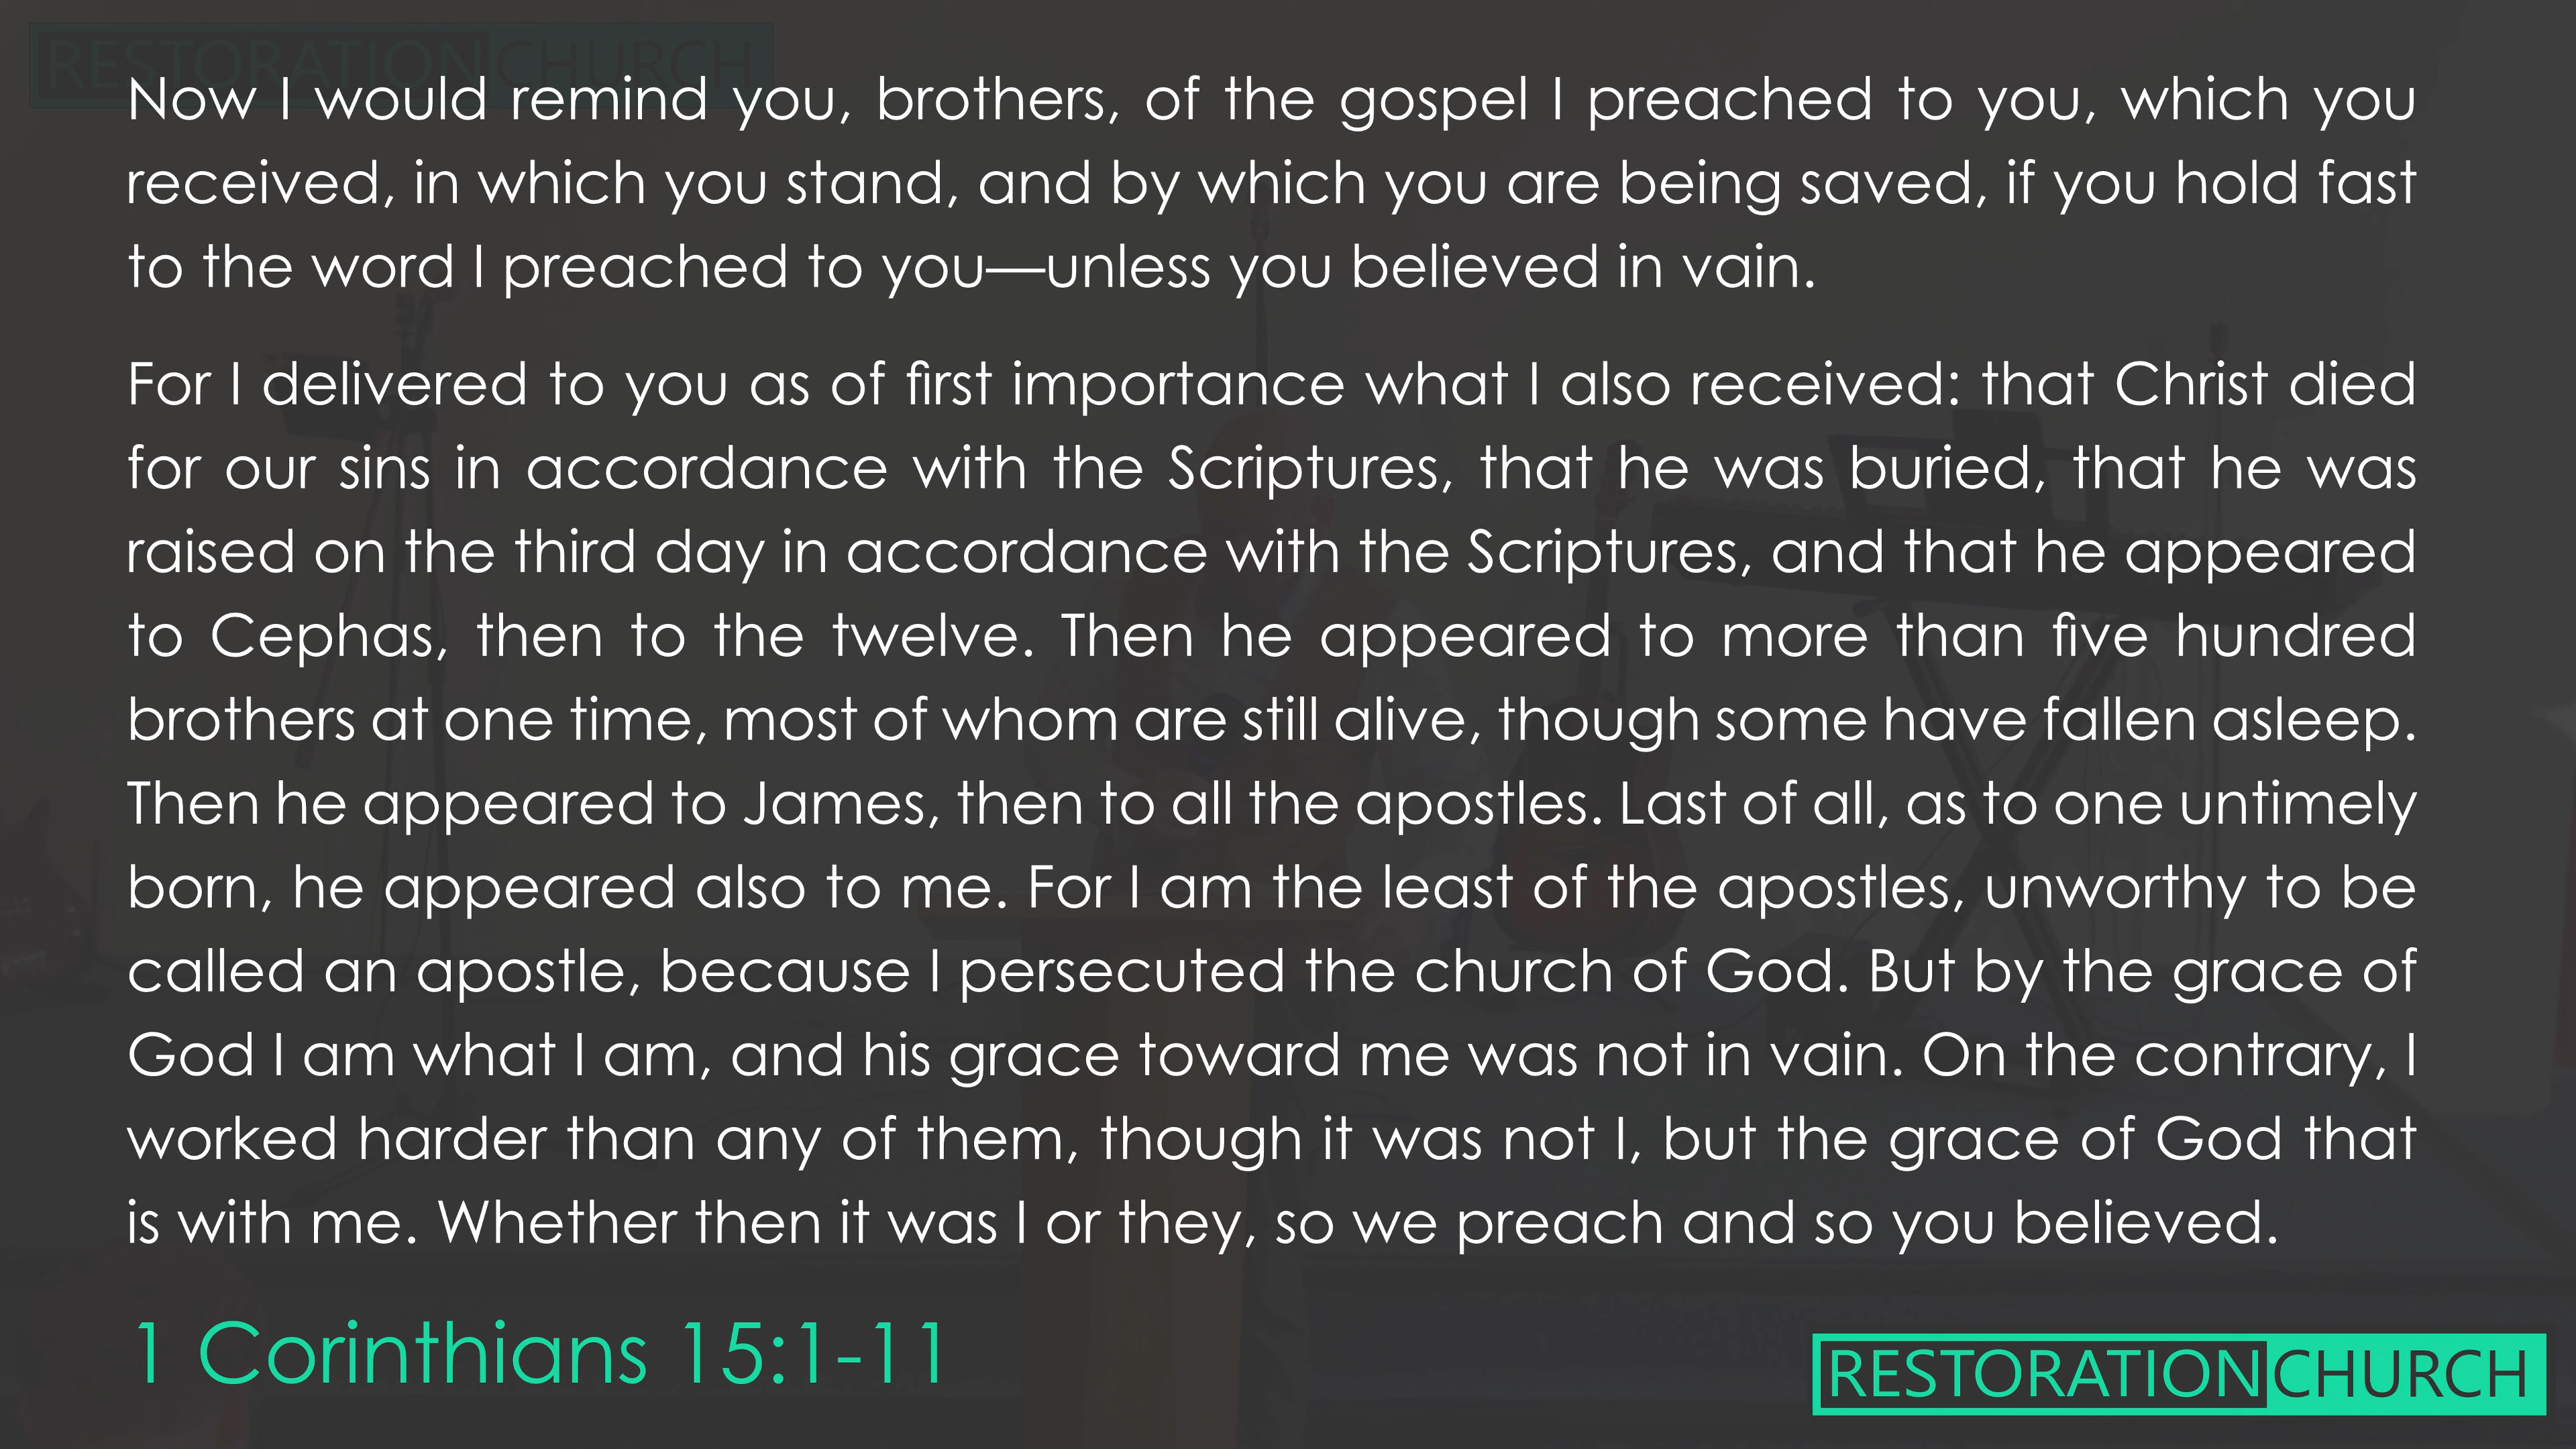 RESTORATION CHURCH
Now I would remind you, brothers, of the gospel I preached to you, which you
received, in which you stand, and by which you are being saved, if you hold fast
to the word I preached to you—unless you believed in vain.
For I delivered to you as of first importance what I also received: that Christ died
for our sins in accordance with the Scriptures, that he was buried, that he was
raised on the third day in accordance with the Scriptures, and that he appeared
to Cephas, then to the twelve. Then he appeared to more than five hundred
brothers at one time, most of whom are still alive, though some have fallen asleep.
Then he appeared to James, then to all the apostles. Last of all, as to one untimely
born, he appeared also to me. For I am the least of the apostles, unworthy to be
called an apostle, because I persecuted the church of God. But by the grace of
God I am what I am, and his grace toward me was not in vain. On the contrary, I
worked harder than any of them, though it was not I, but the grace of God that
is with me. Whether then it was I or they, so we preach and so you believed.
1 Corinthians 15:1-11
RESTORATION CHURCH